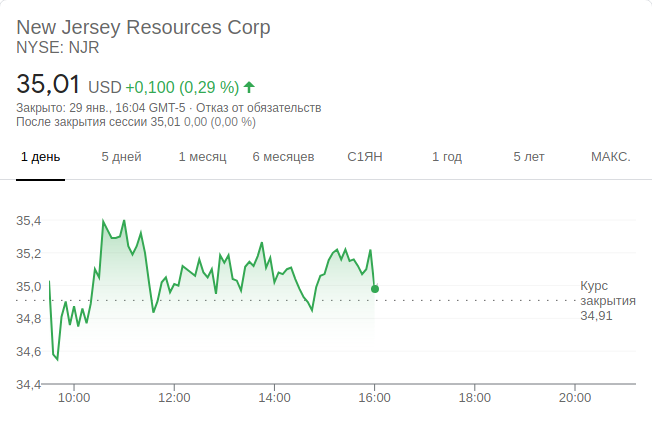 New Jersey Resources Corp
NYSE: NJR
35,01 USD +0,100 (0,29 %)
Закрыто: 29 янв., 16:04 GMT-5 · Отказ от обязательств
После закрытия сессии 35,01 0,00 (0,00 %)
1 день 5 дней 1 месяц 6 месяцев С1ЯН 1 год 5 лет МАКС.
35,4
35,2
35,0
34,8
34,6
34,4
Курс
закрытия
34,91
10:00 12:00 14:00 16:00 18:00 20:00